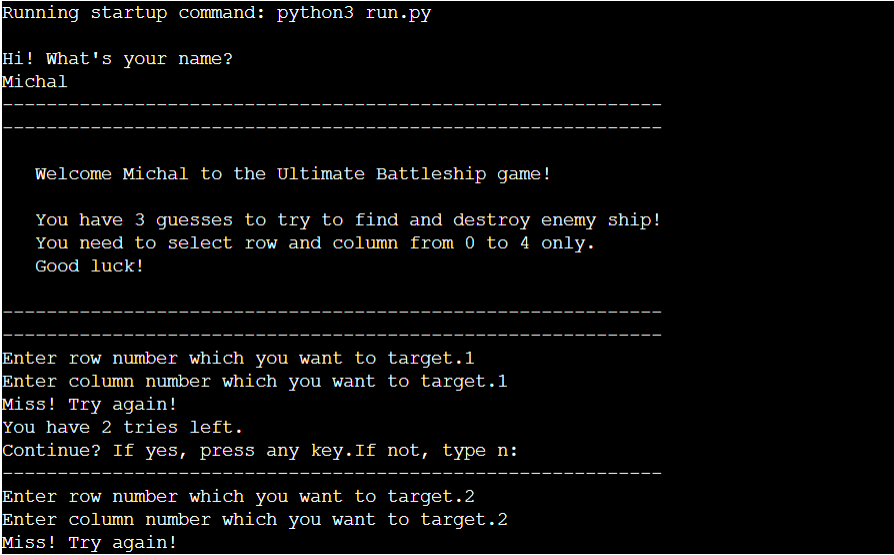 Running startup command: python3 run.py
Hi! What's your name?
Michal
------------------------------------------------------------
------------------------------------------------------------
Welcome Michal to the Ultimate Battleship game!
You have 3 guesses to try to find and destroy enemy ship!
You need to select row and column from 0 to 4 only.
Good luck!
------------------------------------------------------------
------------------------------------------------------------
Enter row number which you want to target.1
Enter column number which you want to target.1
Miss! Try again!
You have 2 tries left.
Continue? If yes, press any key.If not, type n:
------------------------------------------------------------
Enter row number which you want to target.2
Enter column number which you want to target.2
Miss! Try again!